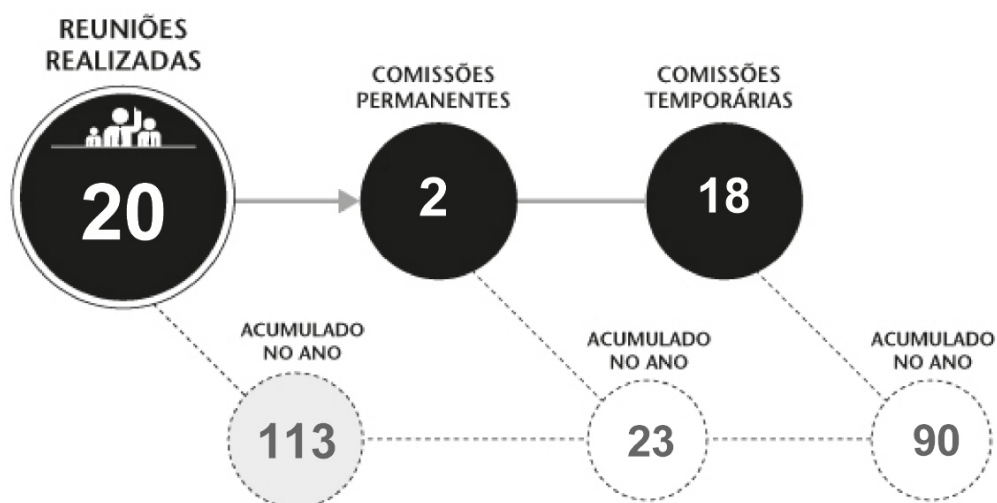 REUNIÕES
REALIZADAS
20
COMISSÕES
PERMANENTES
2
COMISSÕES
TEMPORÁRIAS
18
ACUMULADO
NO ANO
113
ACUMULADO
NO ANO
23
ACUMULADO
NO ANO
90